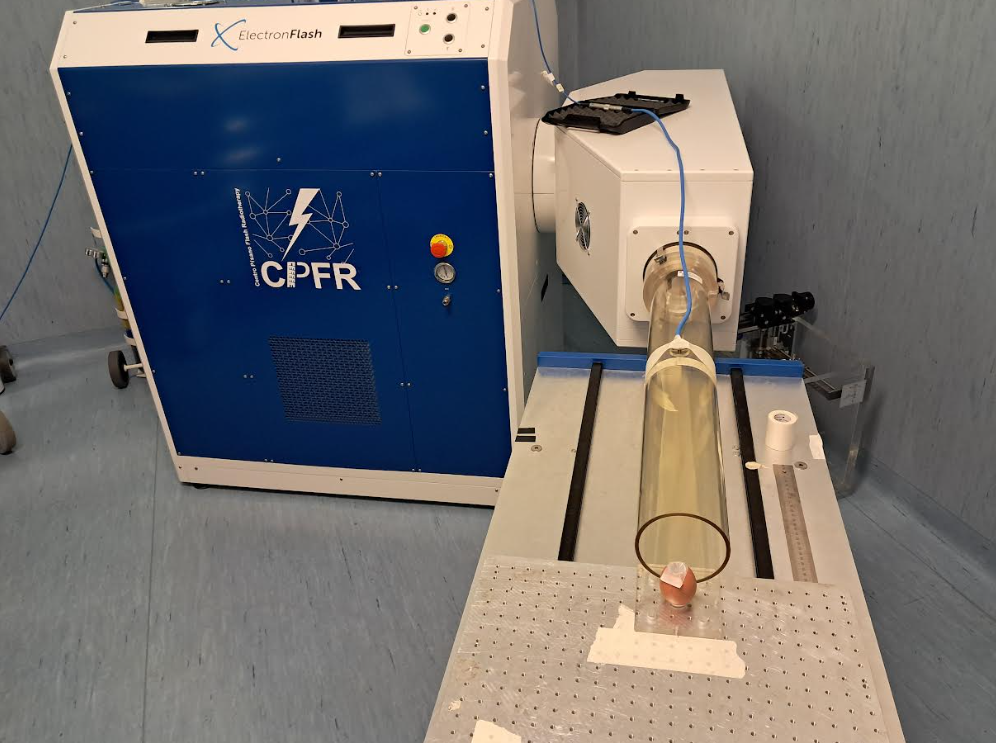 ElectronFlash
Centro Pisano Flash Radiotherapy
CPFR